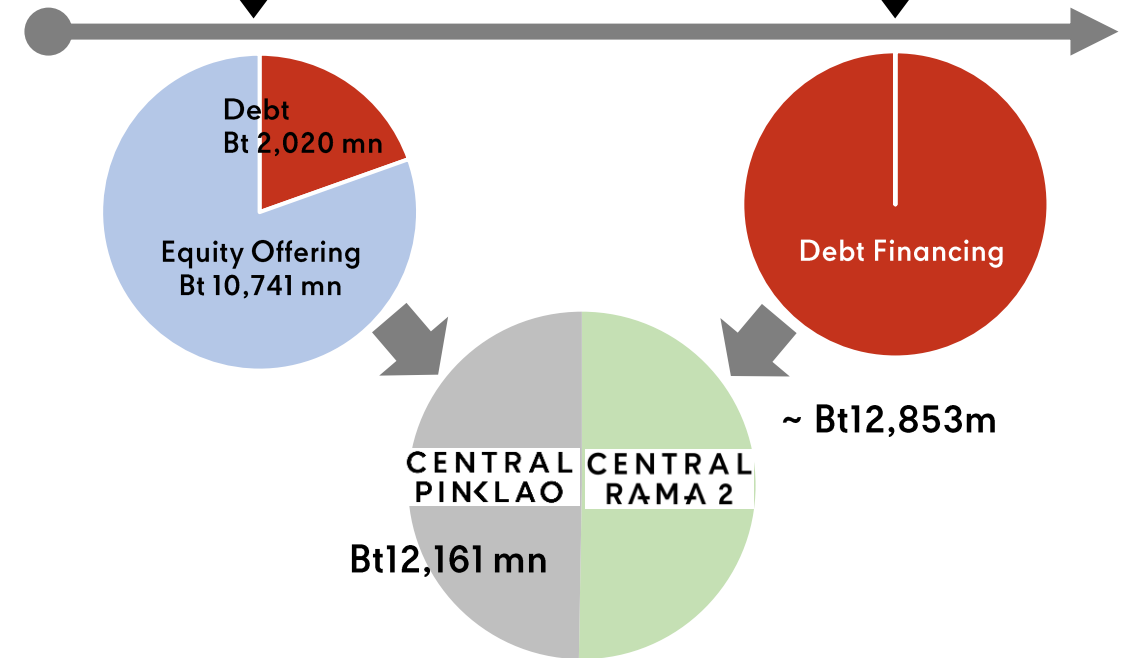 Debt
Bt 2,020 mn
Equity Offering
Bt 10,741 mn
Debt Financing
~ Bt12,853m
CENTRAL
PINKLAO
CENTRAL
RAMA 2
Bt12,161 mn